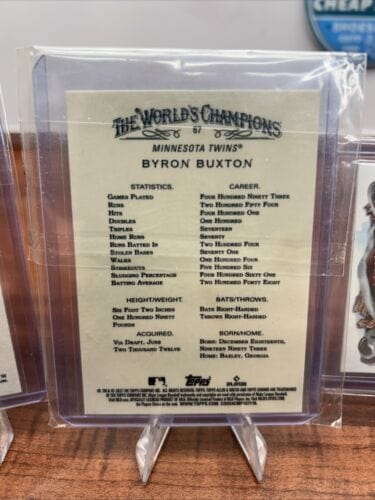 CHEAP
SHOES
THE WORLD'S CHAMPIONS
67
MINNESOTA TWINS®
BYRON BUXTON
STATISTICS. CAREER.
GAMES PLAYED FOUR HUNDRED NINETY THREE
RUNS TWO HUNDRED FIFTY FOUR
HITS FOUR HUNDRED ONE
DOUBLES ONE HUNDRED
TRIPLES SEVENTEEN
HOME RUNS SEVENTY
RUNS BATTED IN TWO HUNDRED FOUR
STOLEN BASES SEVENTY ONE
WALKS ONE HUNDRED FOUR
STRIKEOUTS FIVE HUNDRED SIX
SLUGGING PERCENTAGE FOUR HUNDRED SIXTY ONE
BATTING AVERAGE TWO HUNDRED FORTY EIGHT
HEIGHT/WEIGHT. BATS/THROWS.
SIX FOOT TWO INCHES BATS RIGHT-HANDED
ONE HUNDRED NINETY THROWS RIGHT-HANDED
POUNDS
ACQUIRED. BORN/HOME.
VIA DRAFT, JUNE BORN: DECEMBER EIGHTEENTH,
TWO THOUSAND TWELVE NINETEEN NINETY THREE
HOME: BAXLEY, GEORGIA
TOPPS
PLAYERS